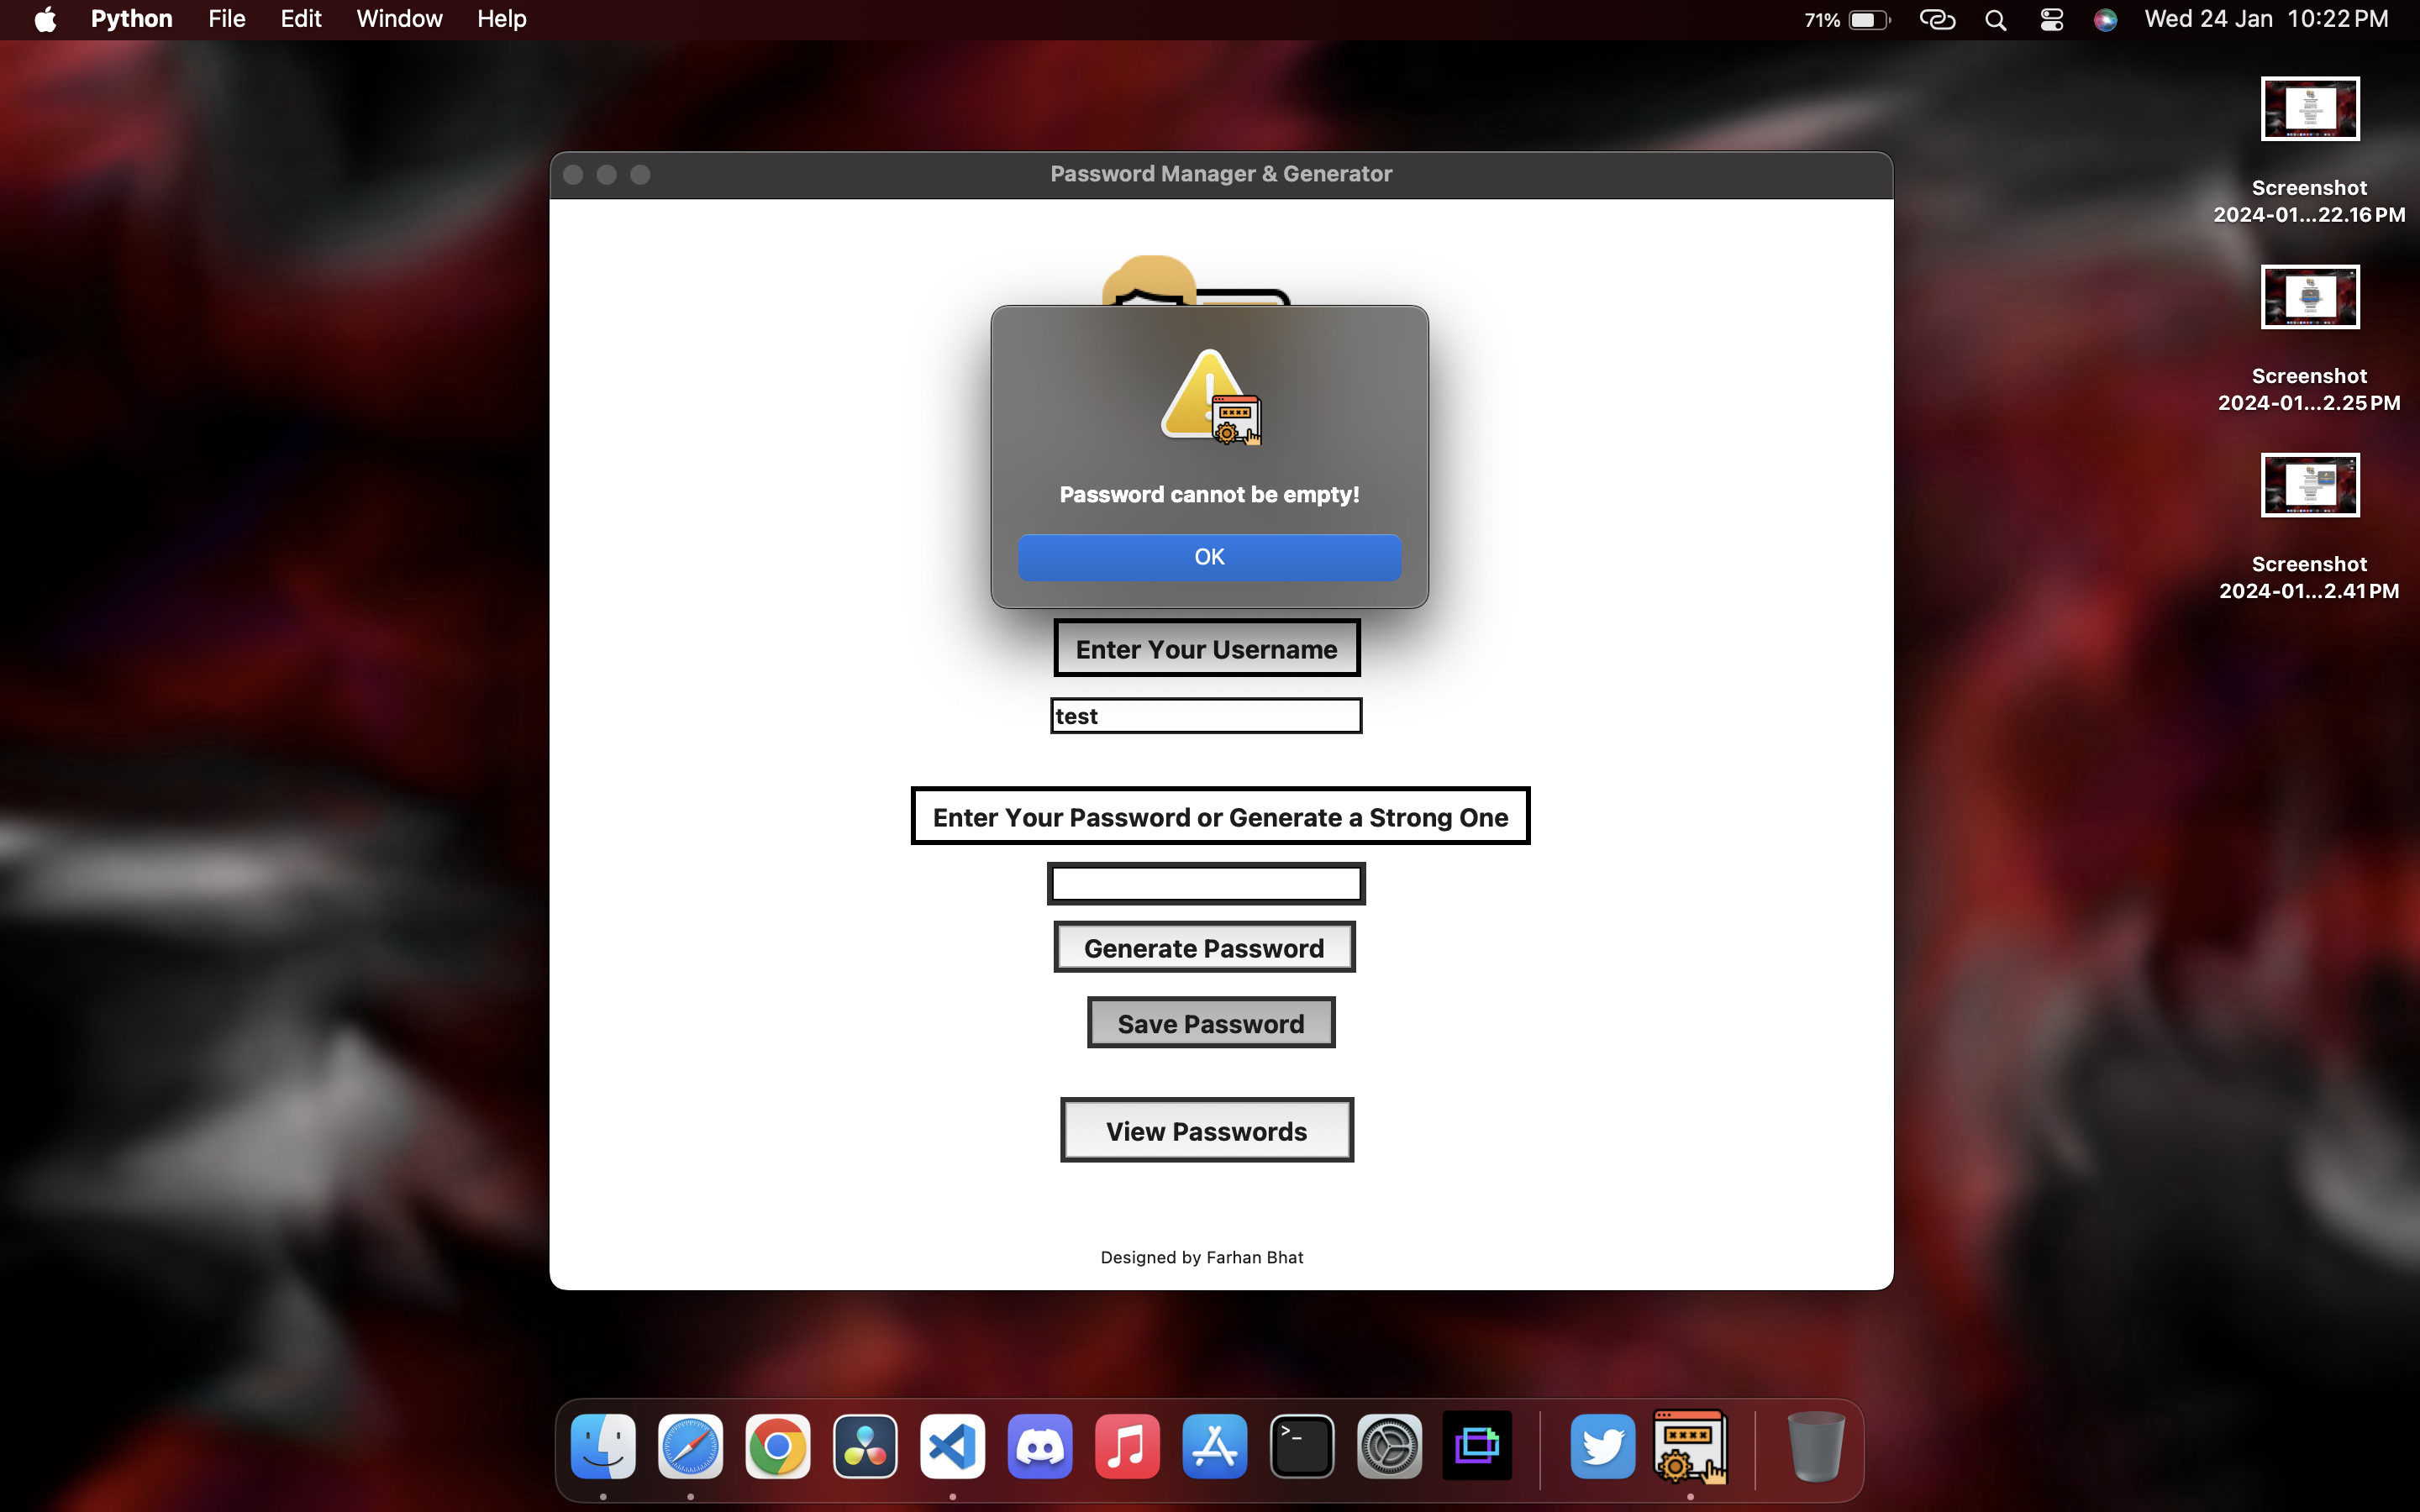 Python File Edit Window Help 71% Wed 24 Jan 10:22 PM
Screenshot
2024-01...22.16 PM
Screenshot
2024-01...2.25 PM
Screenshot
2024-01...2.41 PM
Password Manager & Generator
Password cannot be empty!
OK
Enter Your Username
test
Enter Your Password or Generate a Strong One
Generate Password
Save Password
View Passwords
Designed by Farhan Bhat